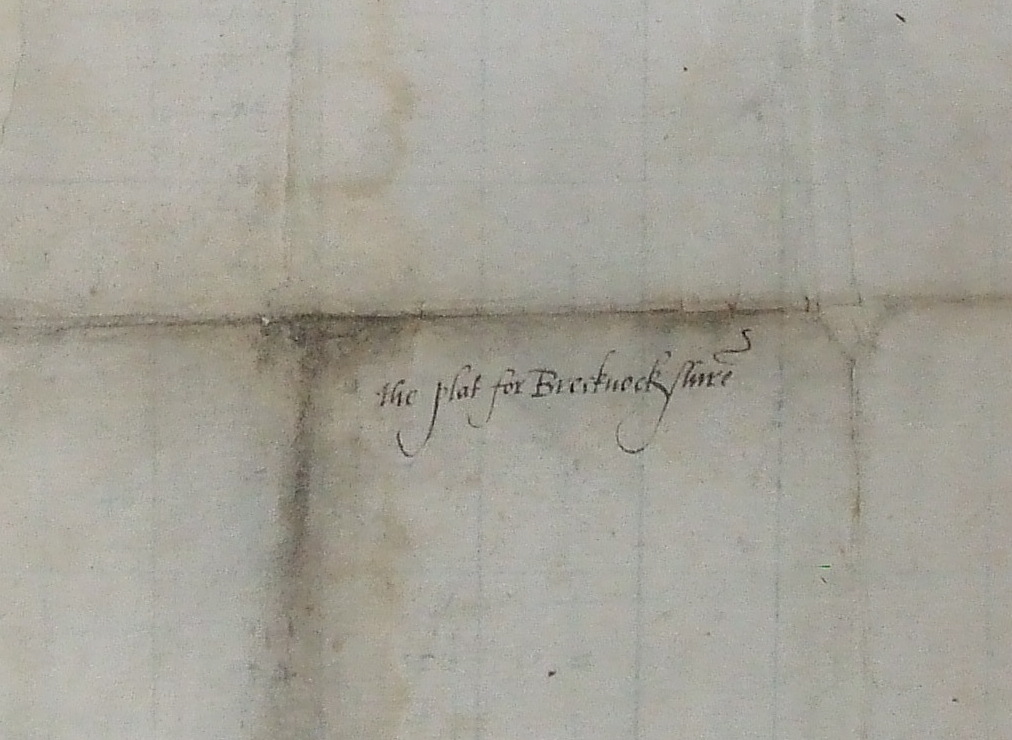 the plat for Brecknockshire